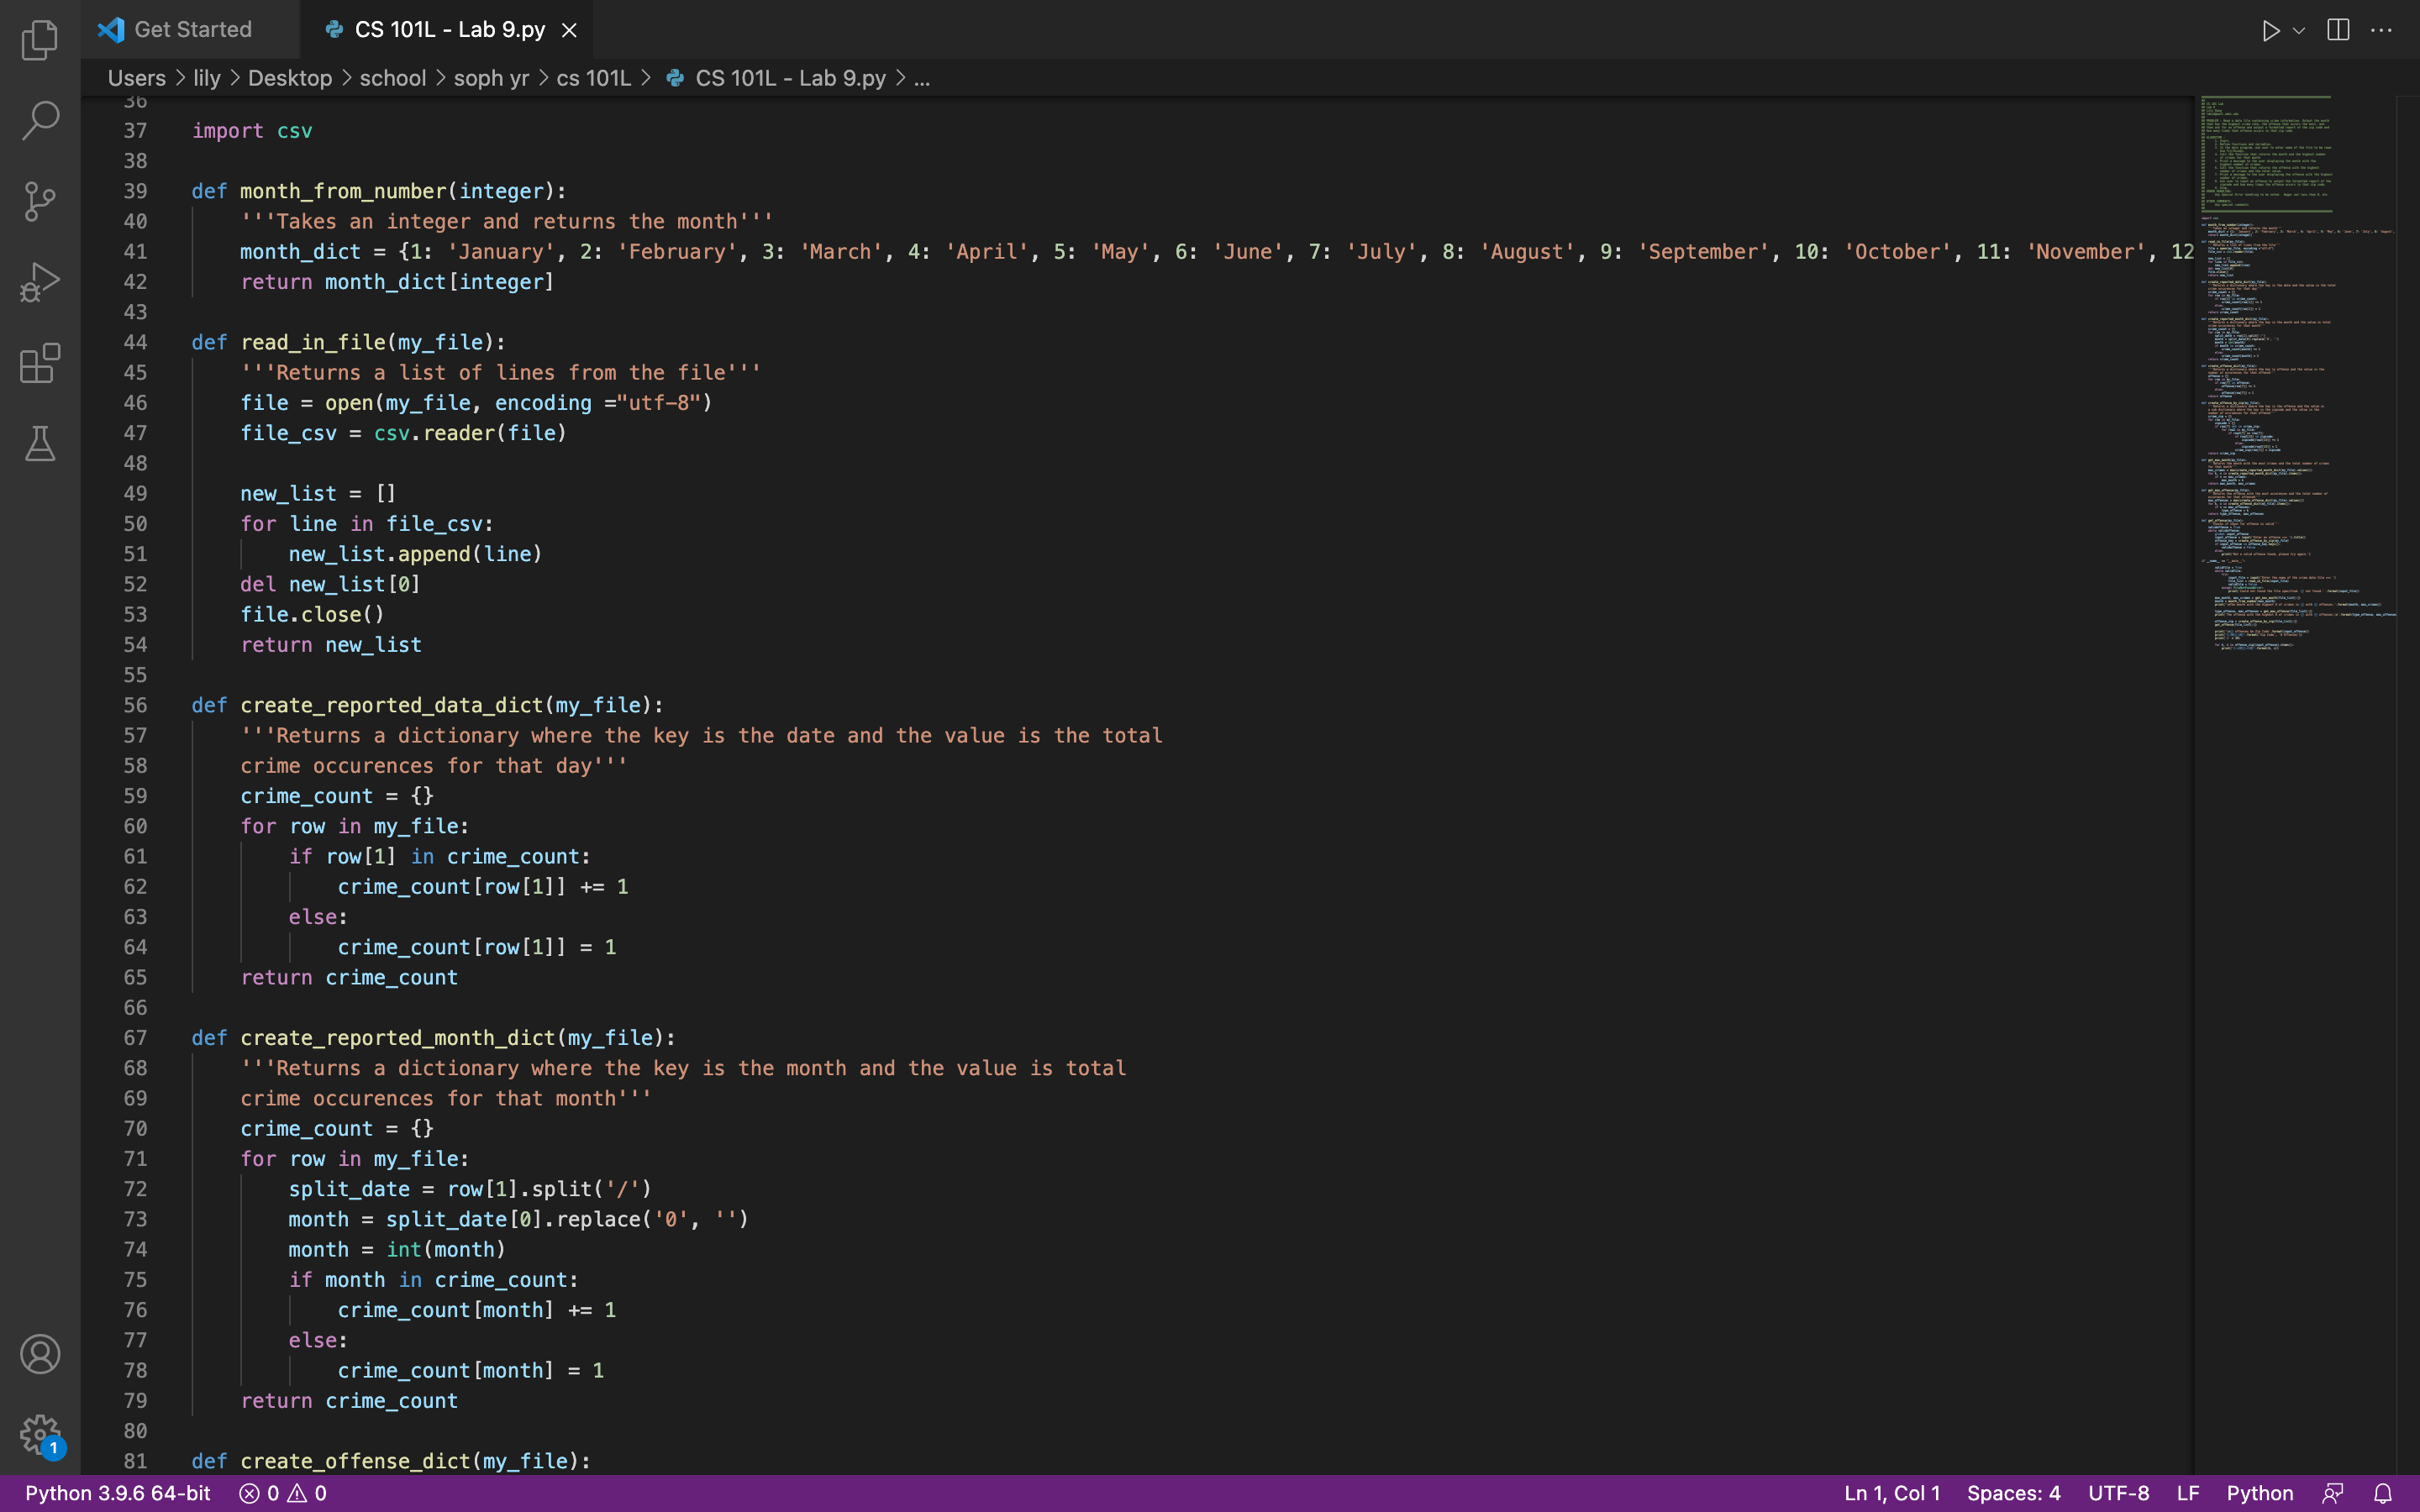 Get Started
CS 101L - Lab 9.py
Users > lily > Desktop > school > soph yr > cs 101L > CS 101L - Lab 9.py > ...
36
37 import csv
38
39 def month_from_number(integer):
40     '''Takes an integer and returns the month'''
41     month_dict = {1: 'January', 2: 'February', 3: 'March', 4: 'April', 5: 'May', 6: 'June', 7: 'July', 8: 'August', 9: 'September', 10: 'October', 11: 'November', 12
42     return month_dict[integer]
43
44 def read_in_file(my_file):
45     '''Returns a list of lines from the file'''
46     file = open(my_file, encoding ="utf-8")
47     file_csv = csv.reader(file)
48
49     new_list = []
50     for line in file_csv:
51         new_list.append(line)
52     del new_list[0]
53     file.close()
54     return new_list
55
56 def create_reported_data_dict(my_file):
57     '''Returns a dictionary where the key is the date and the value is the total
58     crime occurences for that day'''
59     crime_count = {}
60     for row in my_file:
61         if row[1] in crime_count:
62             crime_count[row[1]] += 1
63         else:
64             crime_count[row[1]] = 1
65     return crime_count
66
67 def create_reported_month_dict(my_file):
68     '''Returns a dictionary where the key is the month and the value is total
69     crime occurences for that month'''
70     crime_count = {}
71     for row in my_file:
72         split_date = row[1].split('/')
73         month = split_date[0].replace('0', '')
74         month = int(month)
75         if month in crime_count:
76             crime_count[month] += 1
77         else:
78             crime_count[month] = 1
79     return crime_count
80
81 def create_offense_dict(my_file):
1
Python 3.9.6 64-bit 0 0
Ln 1, Col 1 Spaces: 4 UTF-8 LF Python